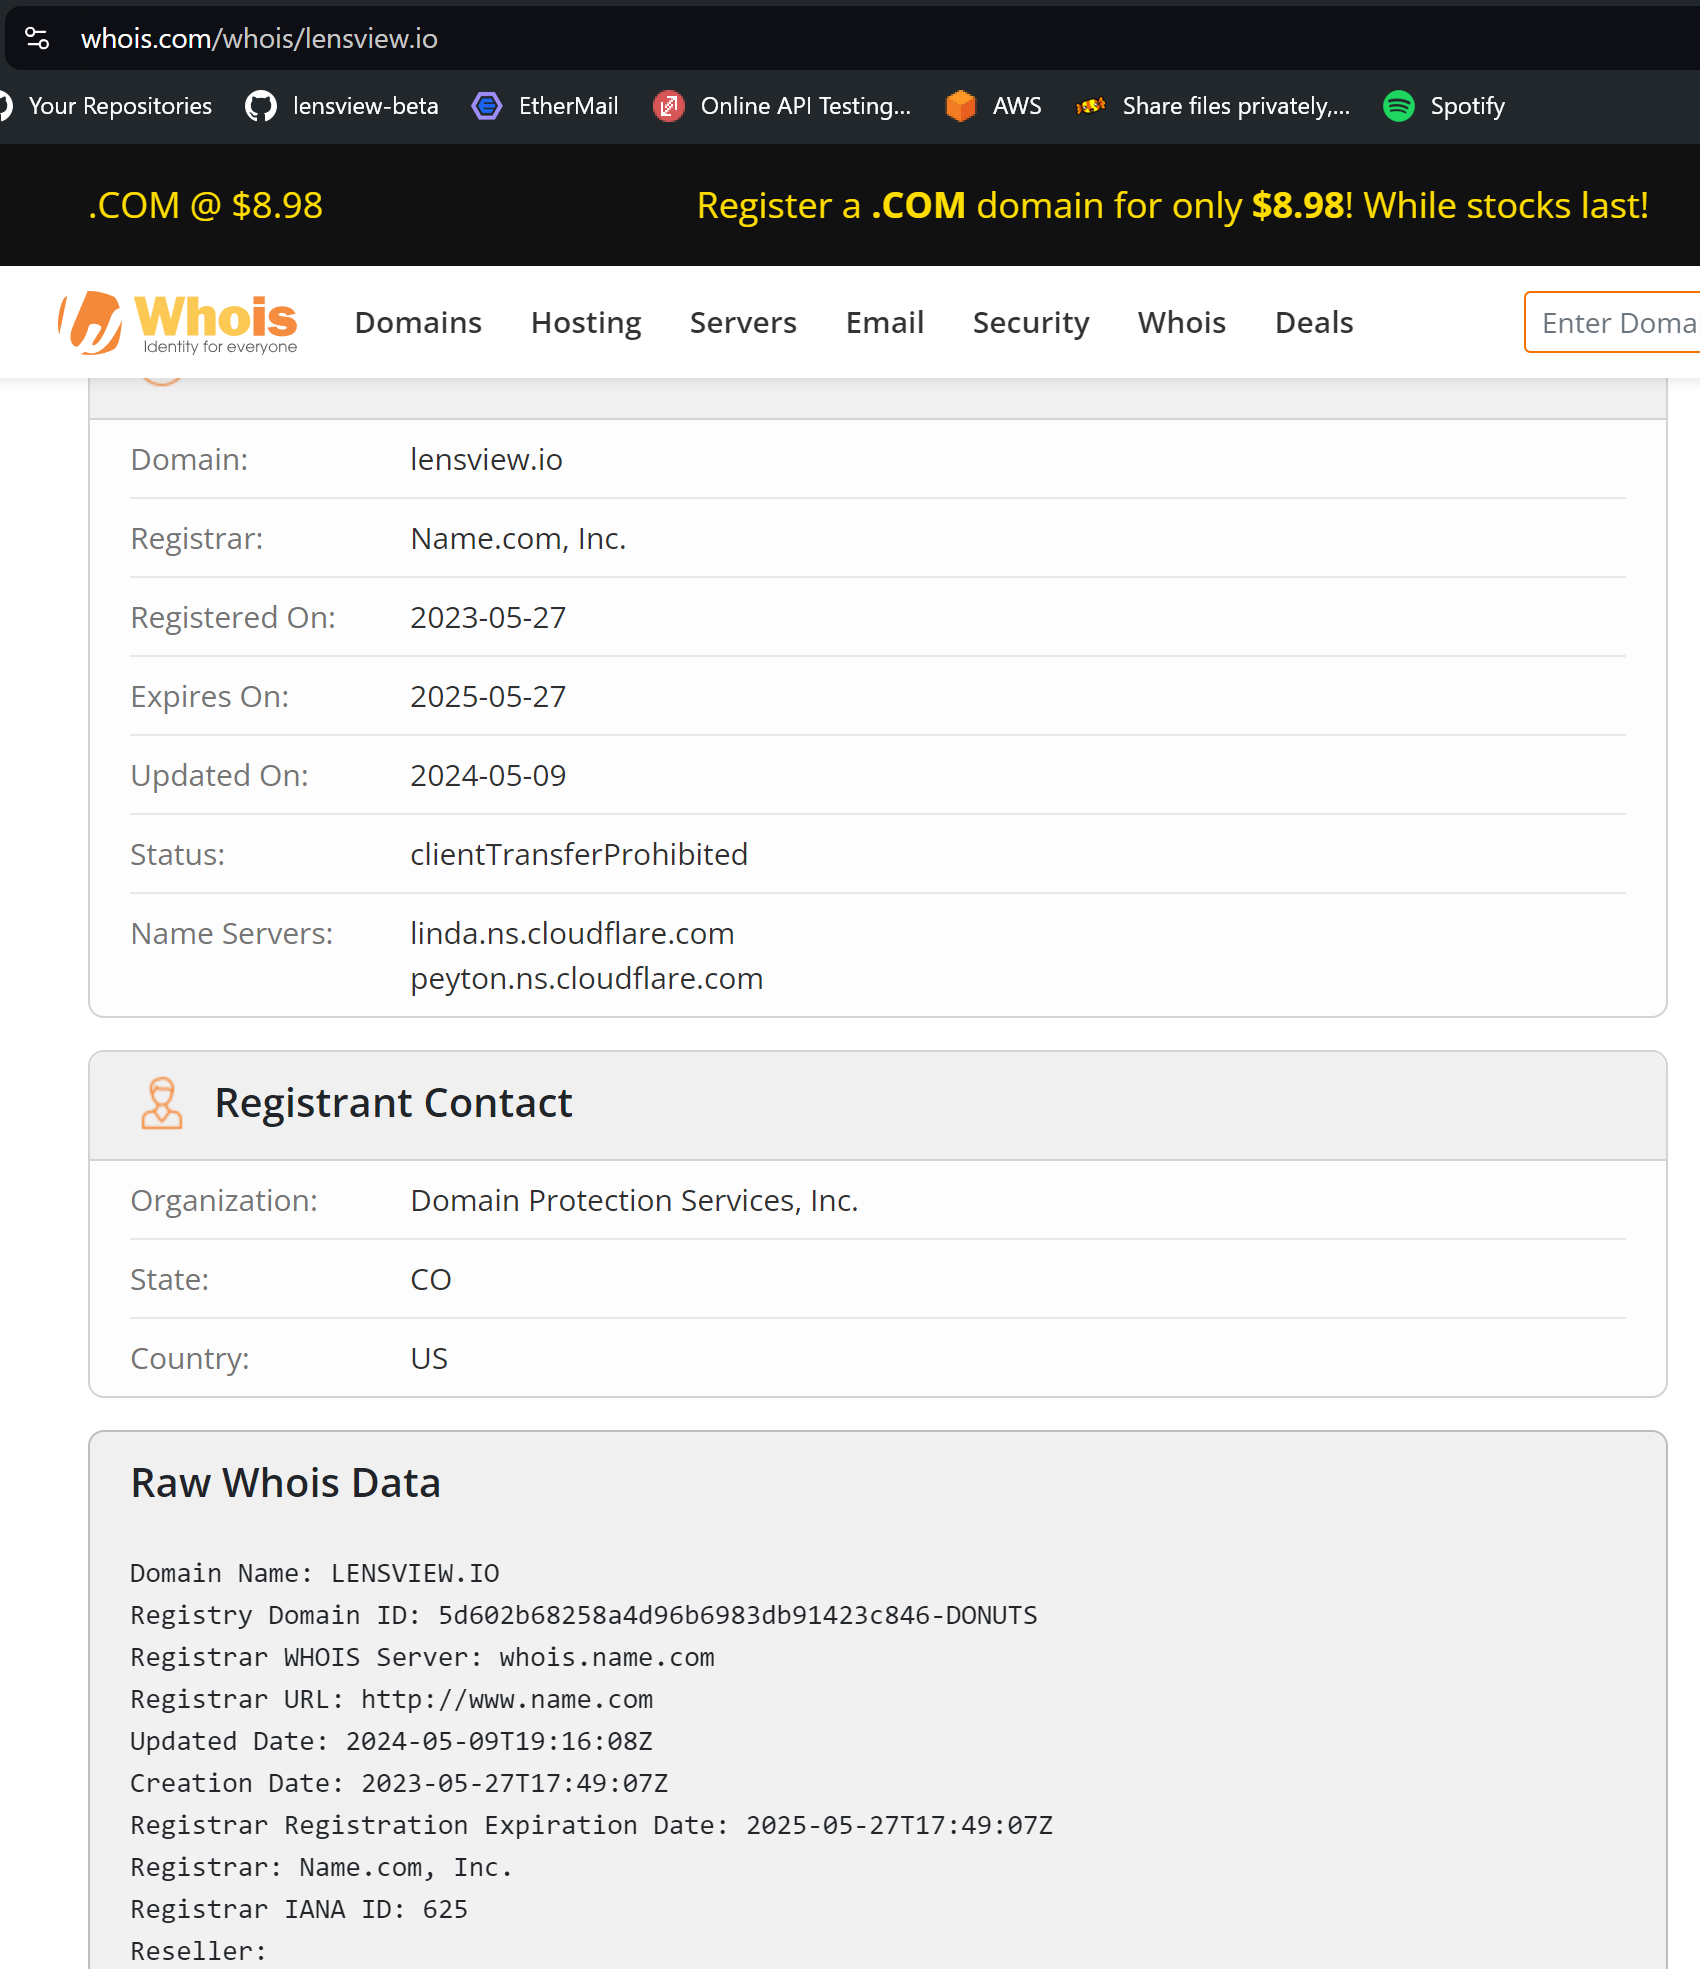 whois.com/whois/lensview.io
Your Repositories lensview-beta EtherMail Online API Testing... AWS Share files privately,... Spotify
.COM @ $8.98 Register a .COM domain for only $8.98! While stocks last!
Whois
Identity for everyone
Domains Hosting Servers Email Security Whois Deals Enter Doma
Domain: lensview.io
Registrar: Name.com, Inc.
Registered On: 2023-05-27
Expires On: 2025-05-27
Updated On: 2024-05-09
Status: clientTransferProhibited
Name Servers: linda.ns.cloudflare.com
peyton.ns.cloudflare.com
Registrant Contact
Organization: Domain Protection Services, Inc.
State: CO
Country: US
Raw Whois Data
Domain Name: LENSVIEW.IO
Registry Domain ID: 5d602b68258a4d96b6983db91423c846-DONUTS
Registrar WHOIS Server: whois.name.com
Registrar URL: http://www.name.com
Updated Date: 2024-05-09T19:16:08Z
Creation Date: 2023-05-27T17:49:07Z
Registrar Registration Expiration Date: 2025-05-27T17:49:07Z
Registrar: Name.com, Inc.
Registrar IANA ID: 625
Reseller: